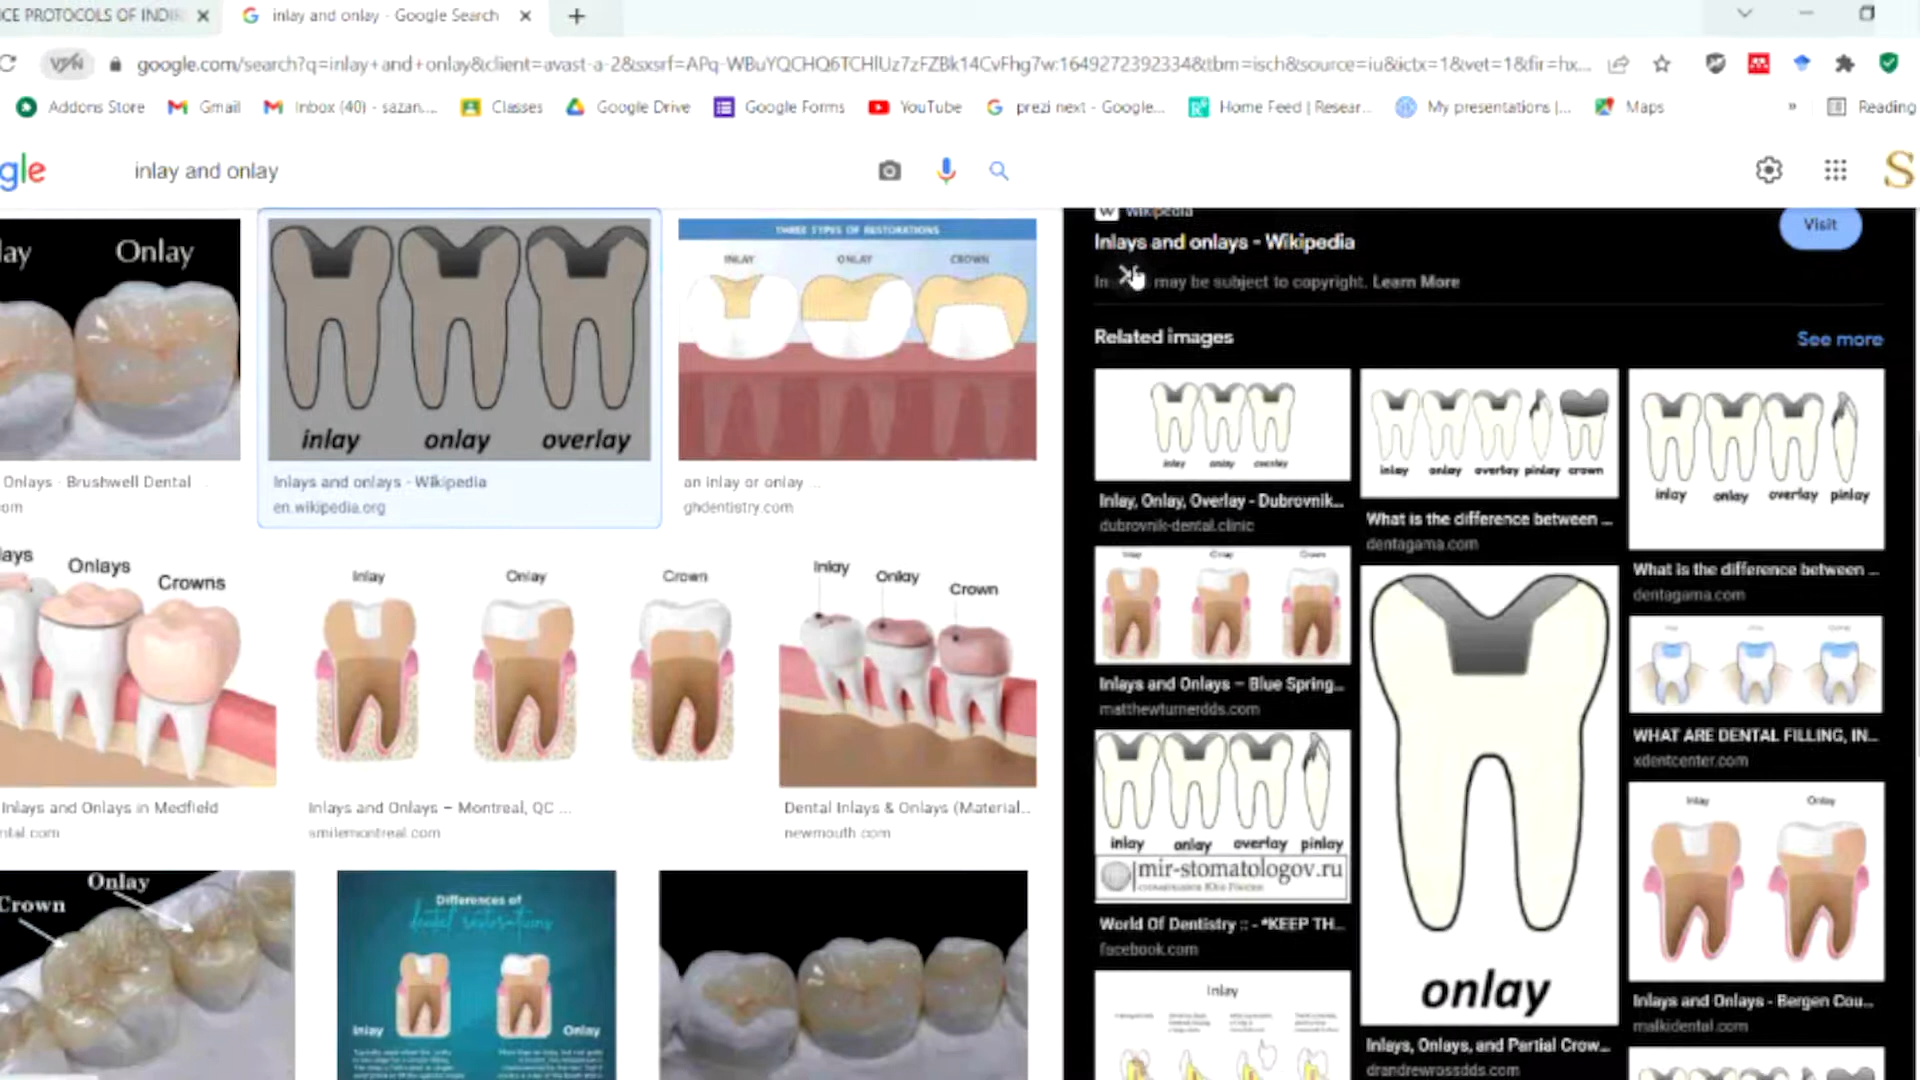 CE PROTOCOLS OF INDI
inlay and onlay - Google Search
VPN
google.com/search?q=inlay+and+onlay&client=avast-a-2&sxsrf=APq-WBuYQCHQ6TCHlUz7zFZBk14CvFhg7w:1649272392334&tbm=isch&source=iu&ictx=1&vet=1&fir=hx...
Addons Store Gmail Inbox (40) - sazan.... Classes Google Drive Google Forms YouTube prezi next - Google... Home Feed | Resear... My presentations |... Maps » Reading
gle inlay and onlay S
lay Onlay
inlay onlay overlay
THREE TYPES OF RESTORATIONS
INLAY ONLAY CROWN
Onlays - Brushwell Dental
om
Inlays and onlays - Wikipedia
en.wikipedia.org
an inlay or onlay ...
ghdentistry.com
lays Onlays Crowns
Inlay Onlay Crown
Inlay Onlay Crown
Inlays and Onlays in Medfield
ntal.com
Inlays and Onlays – Montreal, QC ...
smilemontreal.com
Dental Inlays & Onlays (Material...
newmouth.com
Crown Onlay
Differences of
dental restorations
Inlay Onlay
Wikipedia
Inlays and onlays - Wikipedia
Visit
may be subject to copyright. Learn More
Related images
See more
inlay onlay overlay
Inlay, Onlay, Overlay - Dubrovnik...
dubrovnik-dental.clinic
inlay onlay overlay pinlay crown
What is the difference between ...
dentagama.com
inlay onlay overlay pinlay
What is the difference between ...
dentagama.com
Inlay Onlay Crown
Inlays and Onlays – Blue Spring...
matthewturnerdds.com
onlay
Inlays, Onlays, and Partial Crow...
drandrewrossdds.com
WHAT ARE DENTAL FILLING, IN...
xdentcenter.com
inlay onlay overlay pinlay
mir-stomatologov.ru
World Of Dentistry :: - *KEEP TH...
facebook.com
Inlay Onlay
Inlays and Onlays - Bergen Cou...
malkidental.com
Inlay